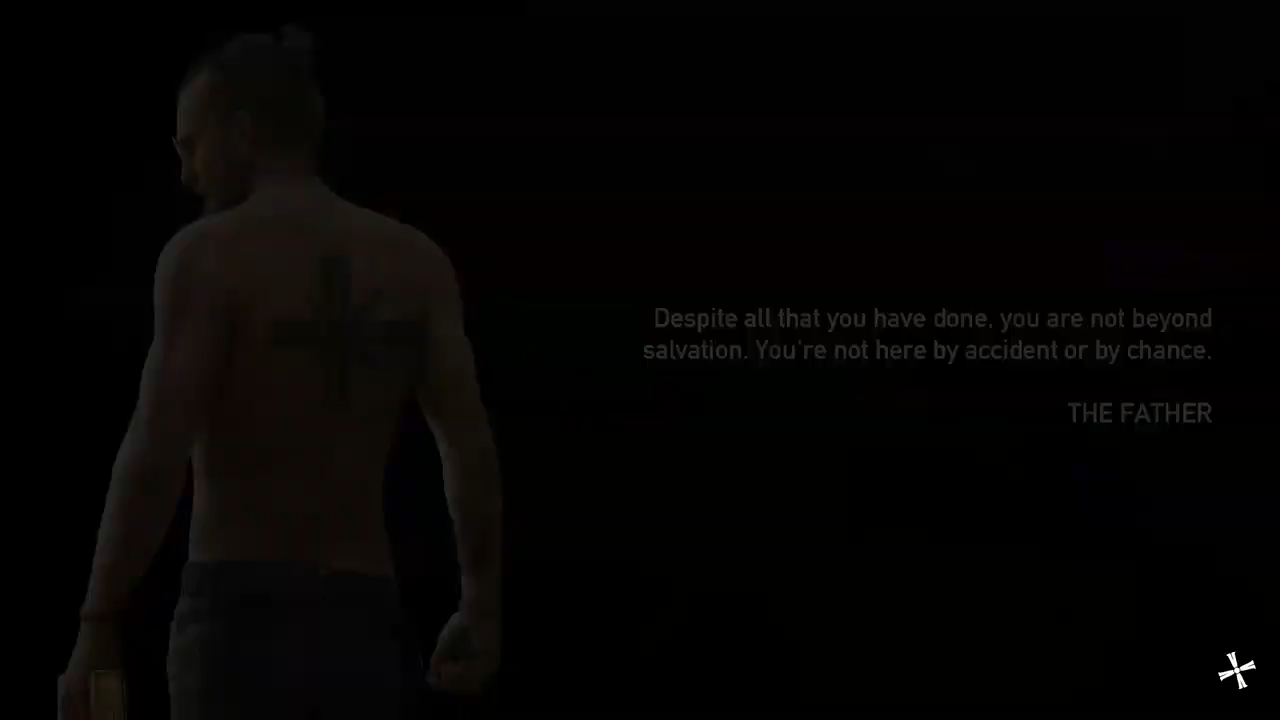 Despite all that you have done, you are not beyond
salvation. You're not here by accident or by chance.
THE FATHER